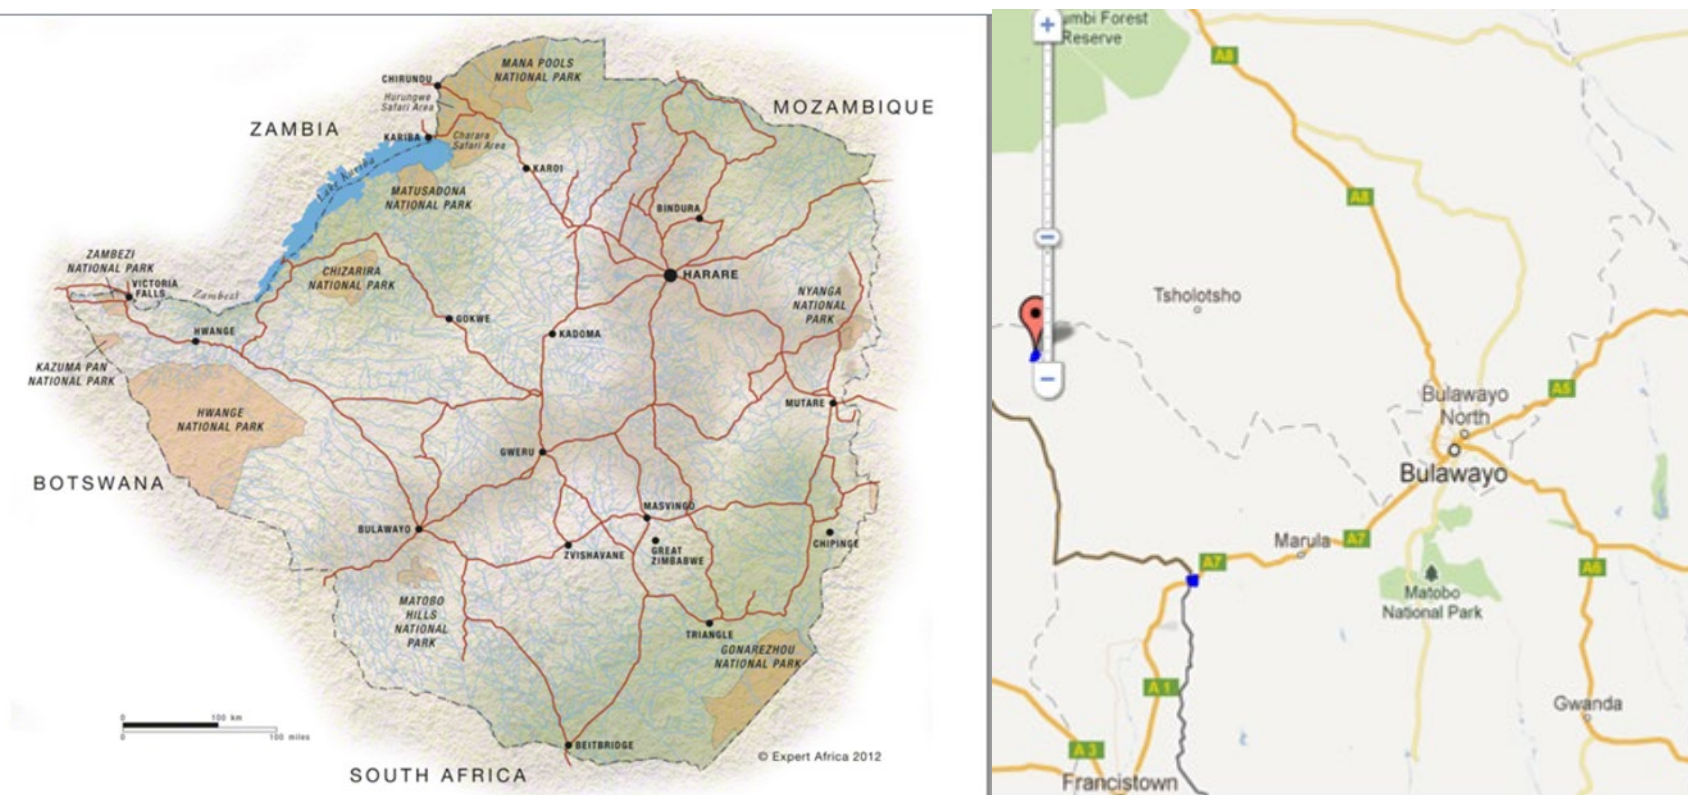 MANA POOLS
NATIONAL PARK
CHIRUNDU
Hurungwe
Safari Area
MOZAMBIQUE
ZAMBIA
KARIBA
Charara
Safari Area
Lake Kariba
KAROI
MATUSADONA
NATIONAL PARK
BINDURA
ZAMBEZI
NATIONAL PARK
VICTORIA
FALLS
Zambezi
CHIZARIRA
NATIONAL PARK
HARARE
NYANGA
NATIONAL
PARK
HWANGE
GOKWE
KADOMA
KAZUMA PAN
NATIONAL PARK
HWANGE
NATIONAL PARK
MUTARE
GWERU
BOTSWANA
MASVINGO
BULAWAYO
ZVISHAVANE
GREAT
ZIMBABWE
CHIPINGE
MATOBO
HILLS
NATIONAL
PARK
TRIANGLE
GONAREZHOU
NATIONAL PARK
0 100 km
0 100 miles
BEITBRIDGE
© Expert Africa 2012
SOUTH AFRICA
umbi Forest
Reserve
A8
A8
Tsholotsho
A5
Bulawayo
North
Bulawayo
Marula
A7
A7
A6
Matobo
National Park
A1
Gwanda
A3
Francistown